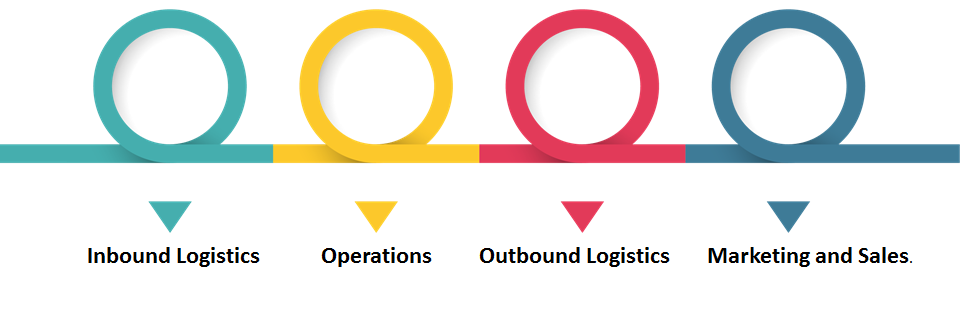 Inbound Logistics
Operations
Outbound Logistics
Marketing and Sales.